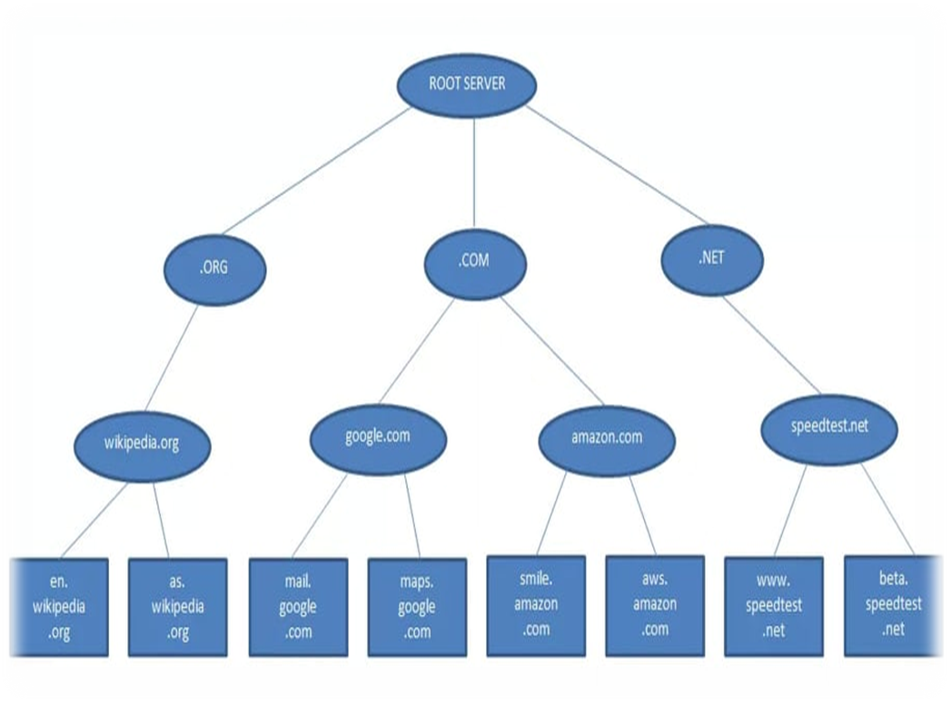 ROOT SERVER
.ORG
.COM
.NET
wikipedia.org
google.com
amazon.com
speedtest.net
en.
wikipedia
.org
as.
wikipedia
.org
mail.
google
.com
maps.
google
.com
smile.
amazon
.com
aws.
amazon
.com
www.
speedtest
.net
beta.
speedtest
.net